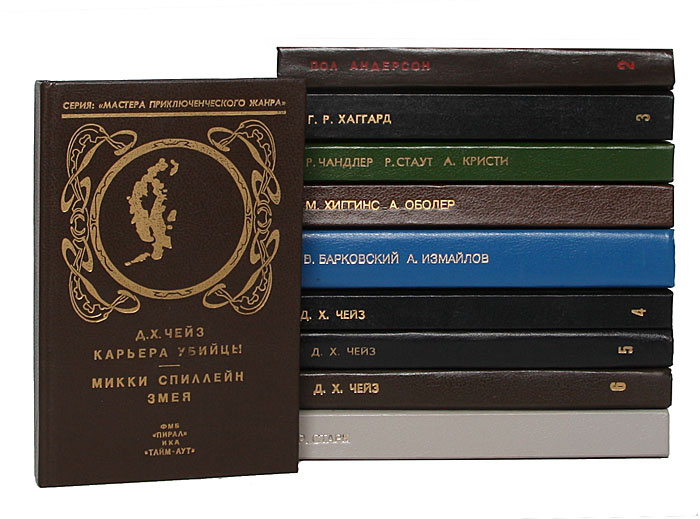 СЕРИЯ: «МАСТЕРА ПРИКЛЮЧЕНЧЕСКОГО ЖАНРА»
Д.Х. ЧЕЙЗ
КАРЬЕРА УБИЙЦЫ
МИККИ СПИЛЛЕЙН
ЗМЕЯ
ФМБ
«ПИРАЛ»
ИКА
«ТАЙМ-АУТ»
ПОЛ АНДЕРСОН 2
Г. Р. ХАГГАРД 3
Р. ЧАНДЛЕР Р. СТАУТ А. КРИСТИ
М. ХИГГИНС А ОБОЛЕР
В. БАРКОВСКИЙ А. ИЗМАЙЛОВ
Д. Х. ЧЕЙЗ 4
Д. Х. ЧЕЙЗ 5
Д. Х. ЧЕЙЗ 6